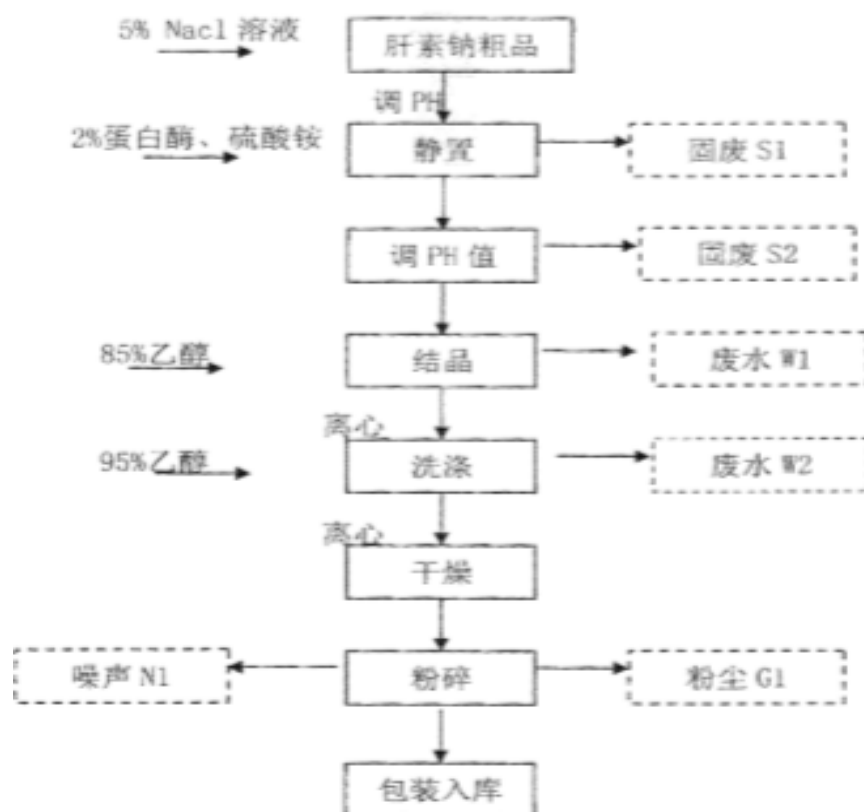 5% Nacl 溶液
肝素钠粗品
调 PH
2%蛋白酶、硫酸铵
静置
固废 S1
调 PH 值
固废 S2
85%乙醇
结晶
废水 W1
离心
95%乙醇
洗涤
废水 W2
离心
干燥
噪声 N1
粉碎
粉尘 G1
包装入库